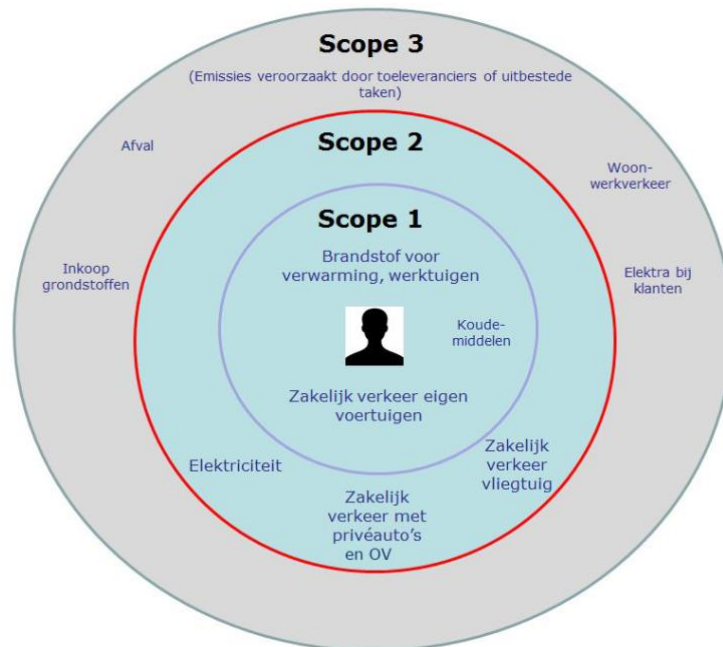 Scope 3
(Emissies veroorzaakt door toeleveranciers of uitbestede
taken)
Afval
Scope 2
Woon-
werkverkeer
Scope 1
Brandstof voor
verwarming, werktuigen
Inkoop
grondstoffen
Elektra bij
klanten
Koude-
middelen
Zakelijk verkeer eigen
voertuigen
Elektriciteit
Zakelijk
verkeer
vliegtuig
Zakelijk
verkeer met
privéauto's
en OV